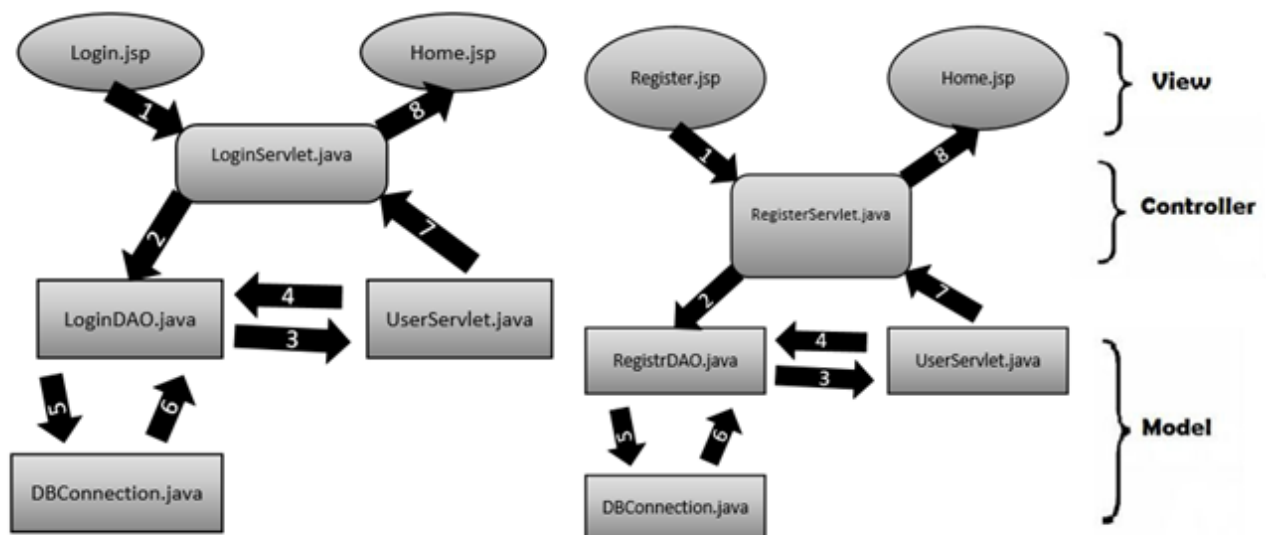 Login.jsp
Home.jsp
1
8
LoginServlet.java
2
7
LoginDAO.java
4
3
UserServlet.java
5
6
DBConnection.java
Register.jsp
Home.jsp
1
8
RegisterServlet.java
2
7
RegistrDAO.java
4
3
UserServlet.java
5
6
DBConnection.java
View
Controller
Model